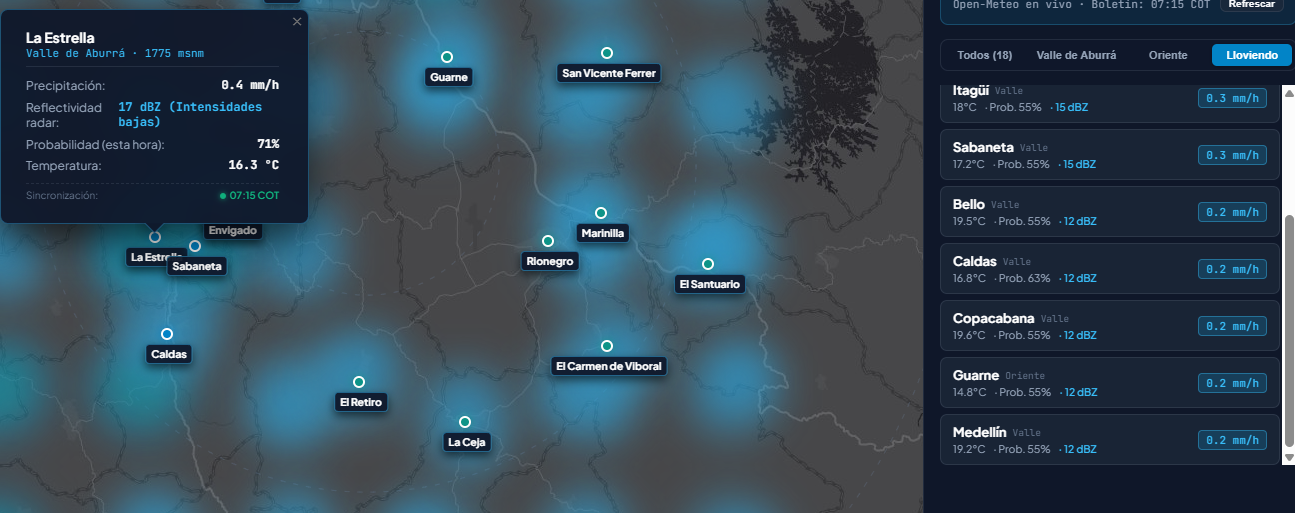 ×
La Estrella
Valle de Aburrá · 1775 msnm
Precipitación: 0.4 mm/h
Reflectividad radar: 17 dBZ (Intensidades bajas)
Probabilidad (esta hora): 71%
Temperatura: 16.3 °C
Sincronización: 07:15 COT
Guarne
San Vicente Ferrer
Envigado
La Estrella
Sabaneta
Marinilla
Rionegro
El Santuario
Caldas
El Carmen de Viboral
El Retiro
La Ceja
Open-Meteo en vivo · Boletín: 07:15 COT Refrescar
Todos (18) Valle de Aburrá Oriente Lloviendo
Itagüí Valle
18°C · Prob. 55% · 15 dBZ
0.3 mm/h
Sabaneta Valle
17.2°C · Prob. 55% · 15 dBZ
0.3 mm/h
Bello Valle
19.5°C · Prob. 55% · 12 dBZ
0.2 mm/h
Caldas Valle
16.8°C · Prob. 63% · 12 dBZ
0.2 mm/h
Copacabana Valle
19.6°C · Prob. 55% · 12 dBZ
0.2 mm/h
Guarne Oriente
14.8°C · Prob. 55% · 12 dBZ
0.2 mm/h
Medellín Valle
19.2°C · Prob. 55% · 12 dBZ
0.2 mm/h